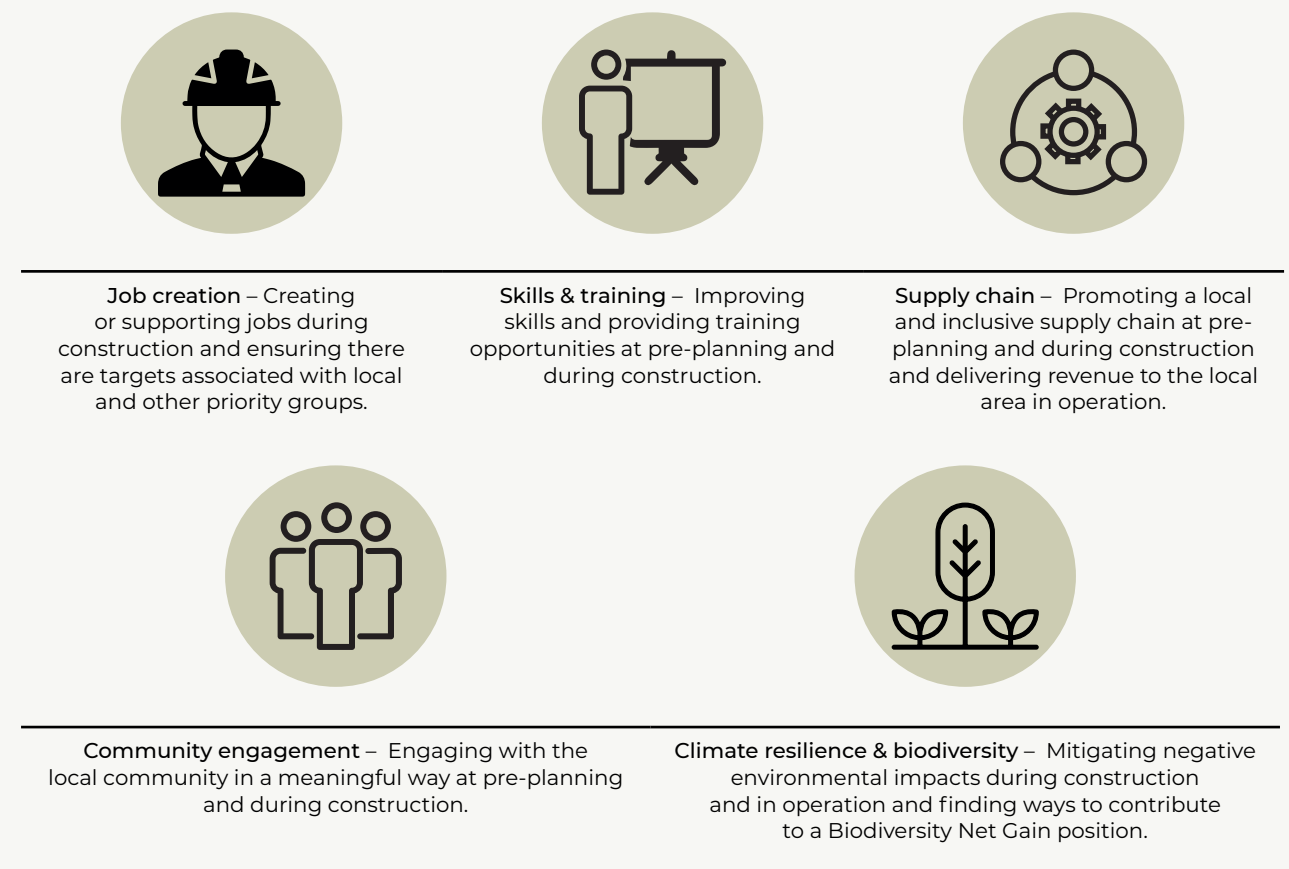 Job creation – Creating
or supporting jobs during
construction and ensuring there
are targets associated with local
and other priority groups.
Skills & training – Improving
skills and providing training
opportunities at pre-planning and
during construction.
Supply chain – Promoting a local
and inclusive supply chain at pre-
planning and during construction
and delivering revenue to the local
area in operation.
Community engagement – Engaging with the
local community in a meaningful way at pre-planning
and during construction.
Climate resilience & biodiversity – Mitigating negative
environmental impacts during construction
and in operation and finding ways to contribute
to a Biodiversity Net Gain position.